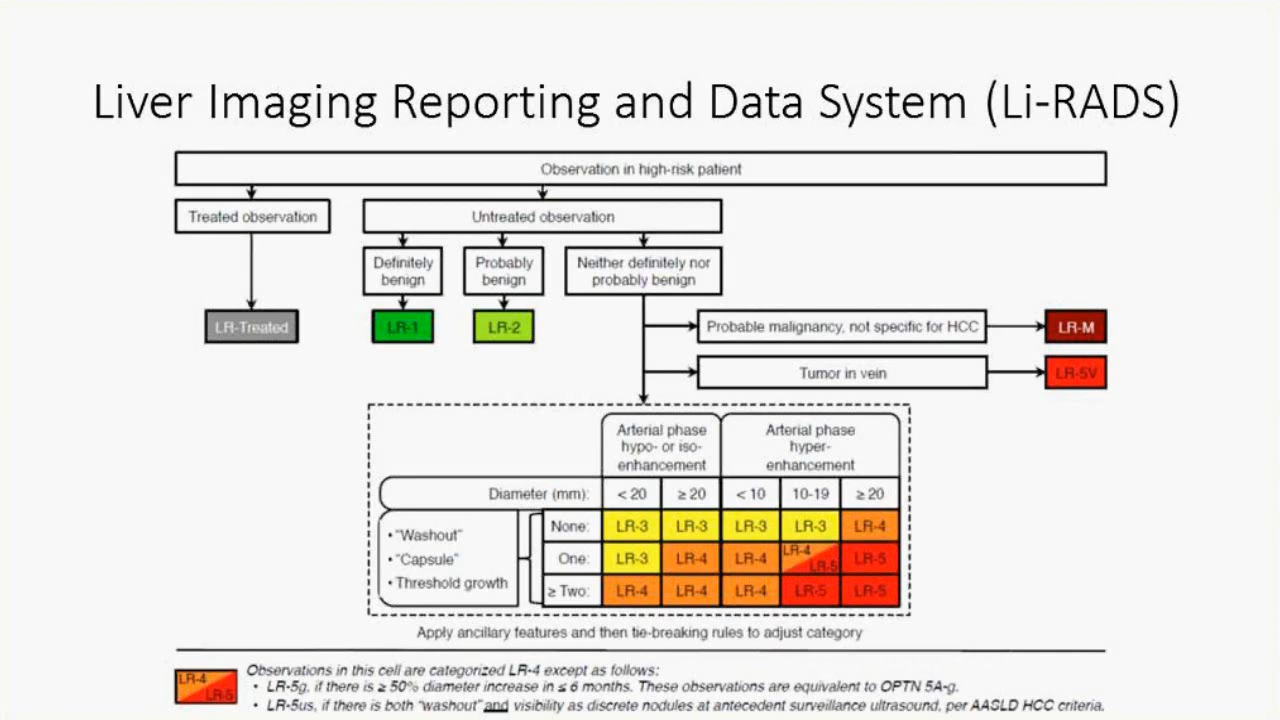 Liver Imaging Reporting and Data System (Li-RADS)
Observation in high-risk patient
Treated observation
Untreated observation
Definitely
benign
Probably
benign
Neither definitely nor
probably benign
LR-Treated
LR-1
LR-2
Probable malignancy, not specific for HCC
LR-M
Tumor in vein
LR-5V
Arterial phase
hypo- or iso-
enhancement
Arterial phase
hyper-
enhancement
Diameter (mm): < 20 ≥ 20 < 10 10-19 ≥ 20
• "Washout"
• "Capsule"
• Threshold growth
None: LR-3 LR-3 LR-3 LR-3 LR-4
One: LR-3 LR-4 LR-4 LR-4 LR-5 LR-5
≥ Two: LR-4 LR-4 LR-4 LR-5 LR-5
Apply ancillary features and then tie-breaking rules to adjust category
LR-4
LR-5
Observations in this cell are categorized LR-4 except as follows:
• LR-5g, if there is ≥ 50% diameter increase in ≤ 6 months. These observations are equivalent to OPTN 5A-g.
• LR-5us, if there is both "washout" and visibility as discrete nodules at antecedent surveillance ultrasound, per AASLD HCC criteria.